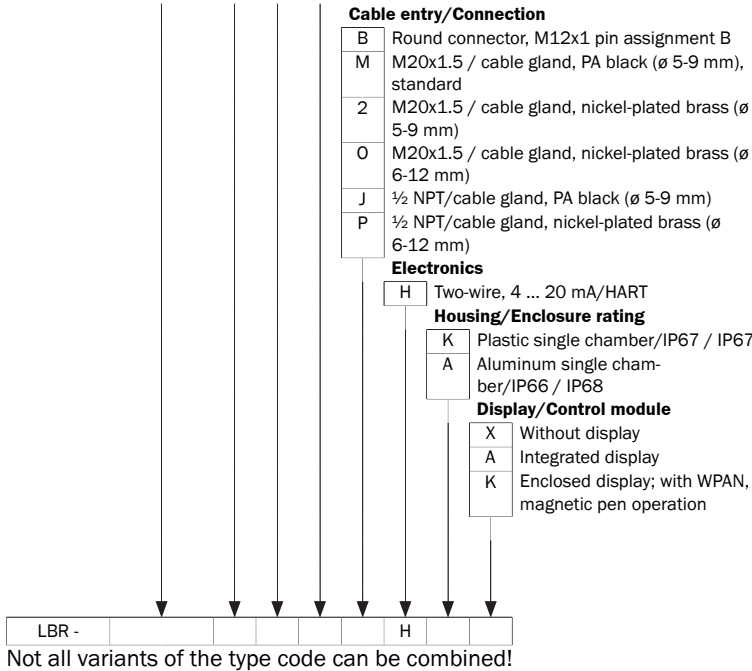 Cable entry/Connection
B Round connector, M12x1 pin assignment B
M M20x1.5 / cable gland, PA black (ø 5-9 mm),
standard
2 M20x1.5 / cable gland, nickel-plated brass (ø
5-9 mm)
0 M20x1.5 / cable gland, nickel-plated brass (ø
6-12 mm)
J ½ NPT/cable gland, PA black (ø 5-9 mm)
P ½ NPT/cable gland, nickel-plated brass (ø
6-12 mm)
Electronics
H Two-wire, 4 ... 20 mA/HART
Housing/Enclosure rating
K Plastic single chamber/IP67 / IP67
A Aluminum single cham-
ber/IP66 / IP68
Display/Control module
X Without display
A Integrated display
K Enclosed display; with WPAN,
magnetic pen operation
LBR - H
Not all variants of the type code can be combined!